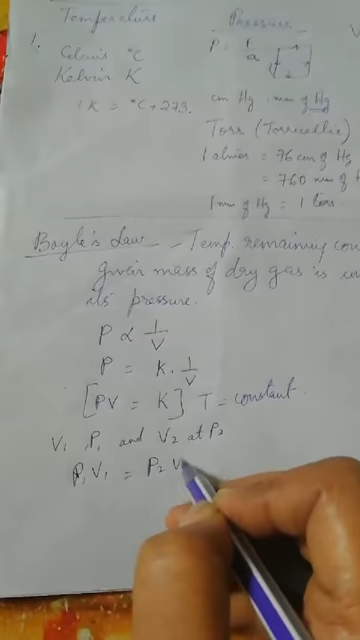 Temperature
Pressure
V
1.
P = F/a
Celsius °C
Kelvin K
1 K = °C + 273.
cm Hg, mm of Hg
Torr (Torricellie)
1 atmos = 76 cm of Hg
= 760 mm of H
1 mm of Hg = 1 torr.
Boyle's Law - Temp. remaining con
given mass of dry gas is in
its pressure.
P ∝ 1/V
P = K . 1/V
[PV = K] T = constant.
V₁ P₁ and V₂ at P₂
P₁ V₁ = P₂ V